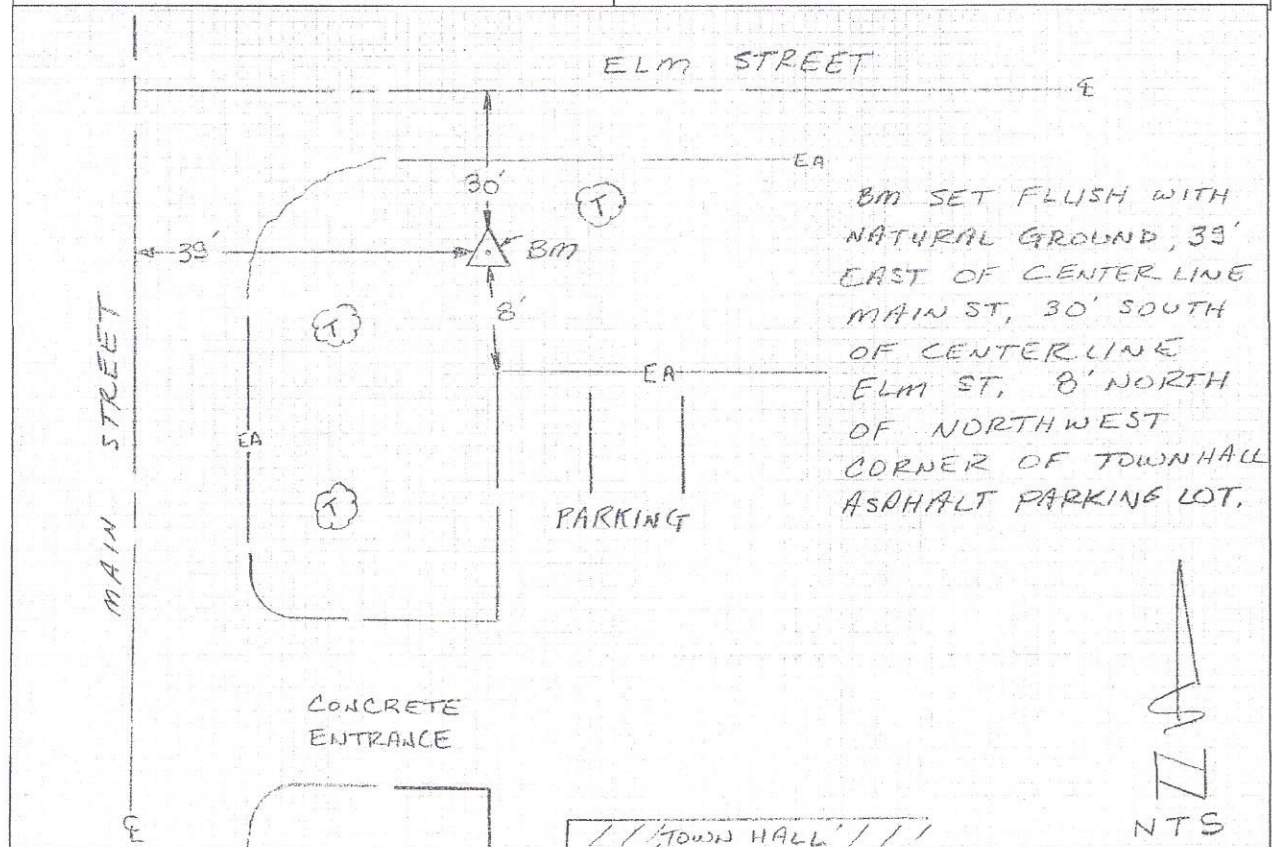 ELM STREET
℄
EA
30'
T
39'
BM
BM SET FLUSH WITH
NATURAL GROUND, 39'
EAST OF CENTERLINE
MAIN ST, 30' SOUTH
OF CENTERLINE
ELM ST, 8' NORTH
OF NORTHWEST
CORNER OF TOWNHALL
ASPHALT PARKING LOT.
8'
T
EA
MAIN STREET
EA
T
PARKING
CONCRETE
ENTRANCE
℄
TOWN HALL
N
NTS